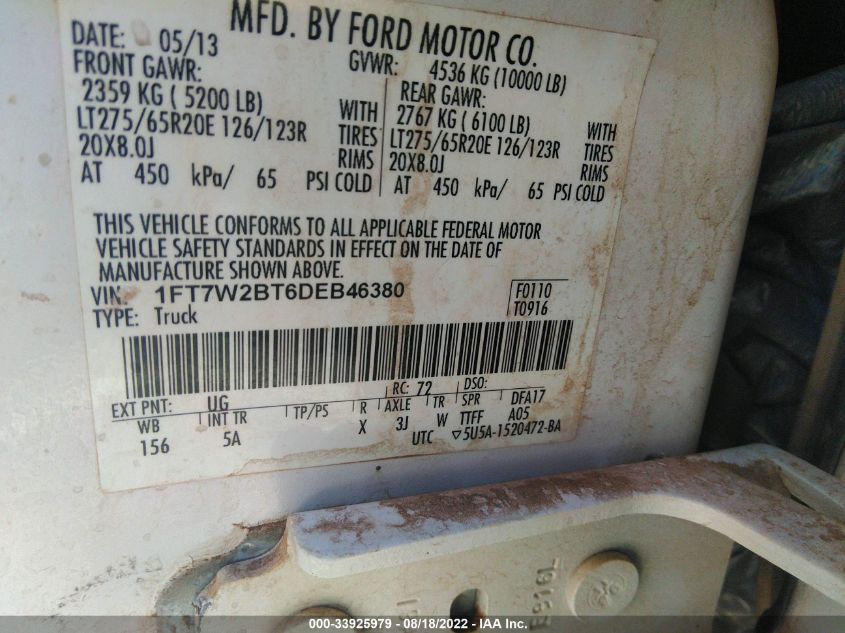 MFD. BY FORD MOTOR CO.
DATE: 05/13
GVWR: 4536 KG (10000 LB)
FRONT GAWR:
2359 KG ( 5200 LB)
LT275/65R20E 126/123R
20X8.0J
WITH
TIRES
RIMS
AT 450 kPa/ 65 PSI COLD
REAR GAWR:
2767 KG ( 6100 LB)
LT275/65R20E 126/123R
20X8.0J
WITH
TIRES
RIMS
AT 450 kPa/ 65 PSI COLD
THIS VEHICLE CONFORMS TO ALL APPLICABLE FEDERAL MOTOR
VEHICLE SAFETY STANDARDS IN EFFECT ON THE DATE OF
MANUFACTURE SHOWN ABOVE.
VIN: 1FT7W2BT6DEB46380
TYPE: Truck
F0110
T0916
EXT PNT: UG RC: 72 DSO:
WB INT TR TP/PS R AXLE TR SPR DFA17
156 5A X 3J W TTFF A05
UTC ▽5U5A-1520472-BA
000-33925979 / 08/18/2022 - IAA Inc.